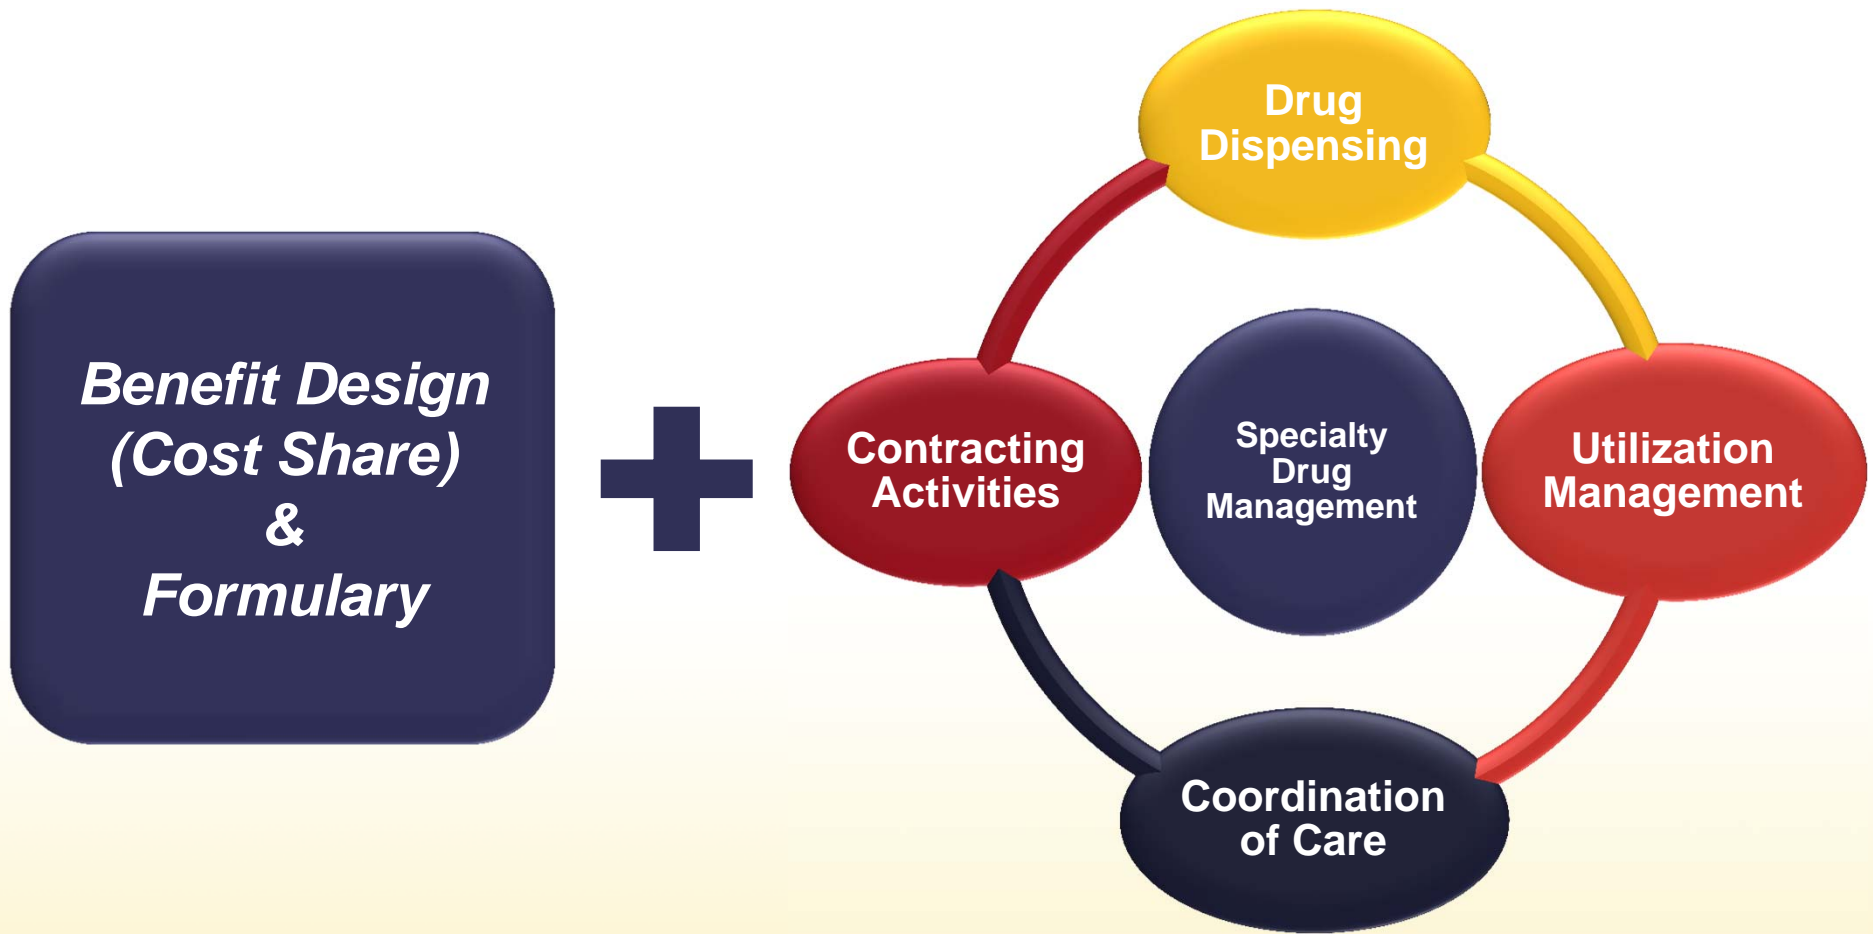 Benefit Design
(Cost Share)
&
Formulary
Drug
Dispensing
Contracting
Activities
Specialty
Drug
Management
Utilization
Management
Coordination
of Care